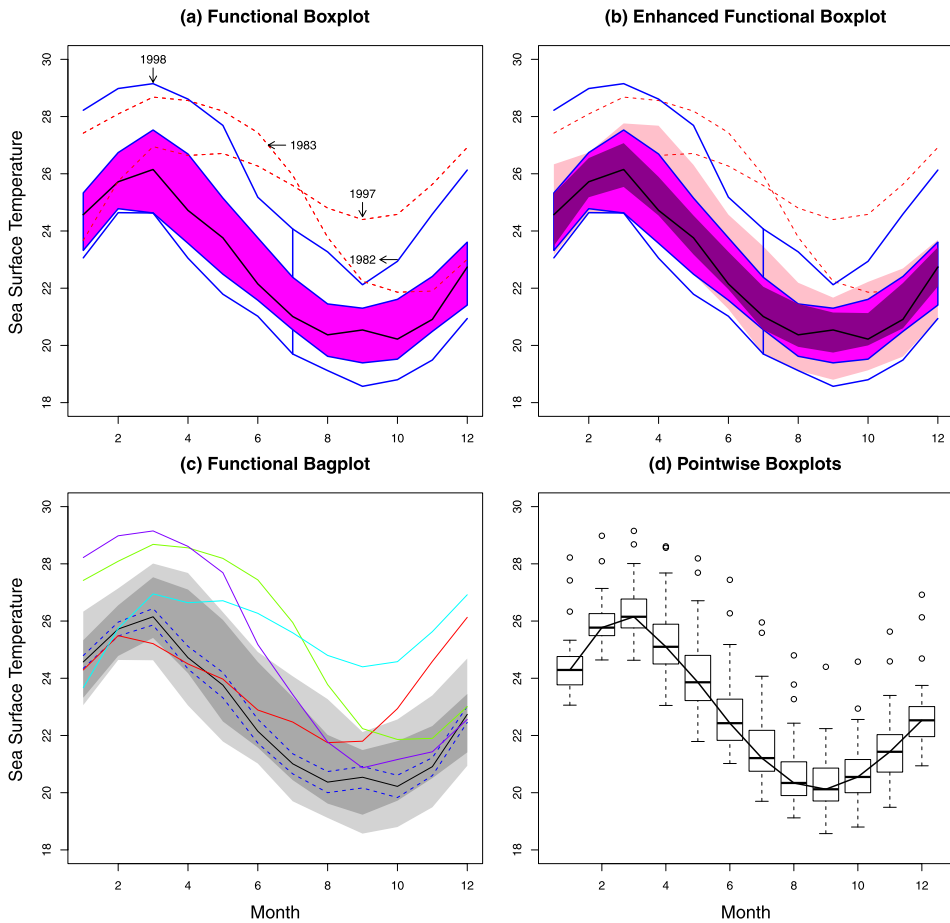 (a) Functional Boxplot
(b) Enhanced Functional Boxplot
Sea Surface Temperature
30
28
26
24
22
20
18
1998
1983
1997
1982
2 4 6 8 10 12
30
28
26
24
22
20
18
2 4 6 8 10 12
(c) Functional Bagplot
(d) Pointwise Boxplots
Sea Surface Temperature
30
28
26
24
22
20
18
2 4 6 8 10 12
Month
30
28
26
24
22
20
18
2 4 6 8 10 12
Month